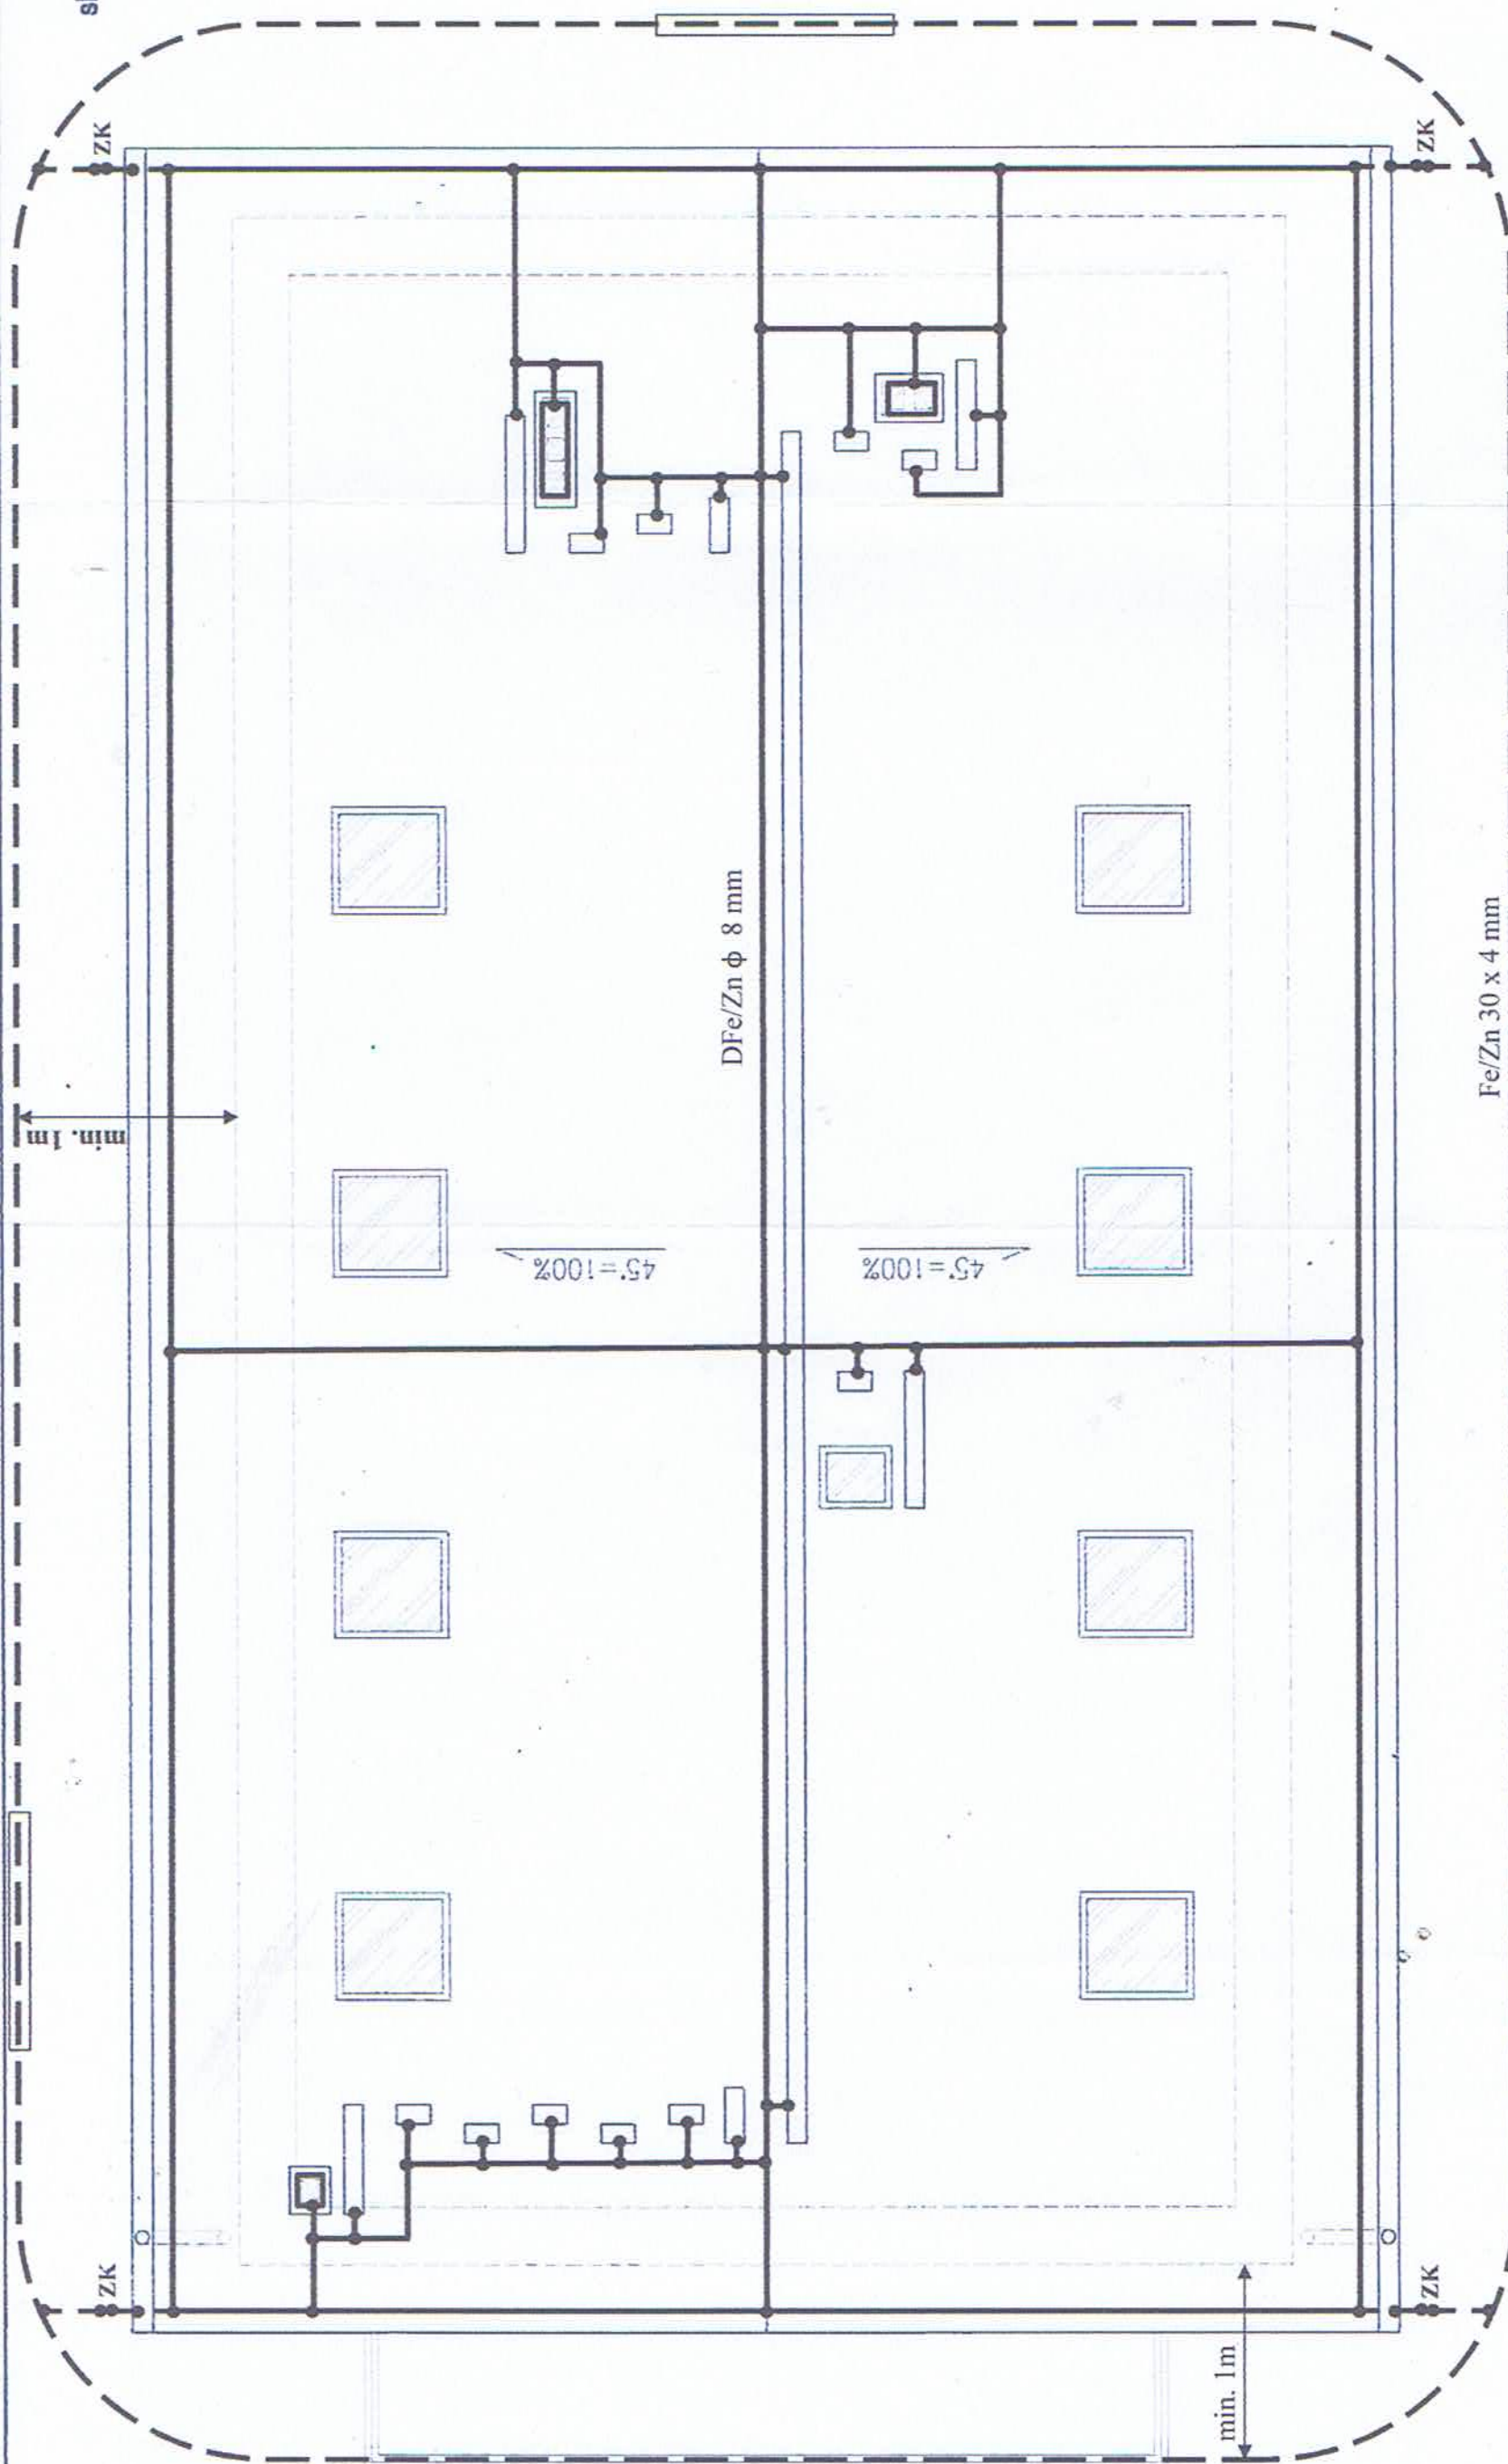 ZK
ZK
DFe/Zn ϕ 8 mm
Fe/Zn 30 x 4 mm
min. 1m
45°=100%
45°=100%
ZK
ZK
min. 1m